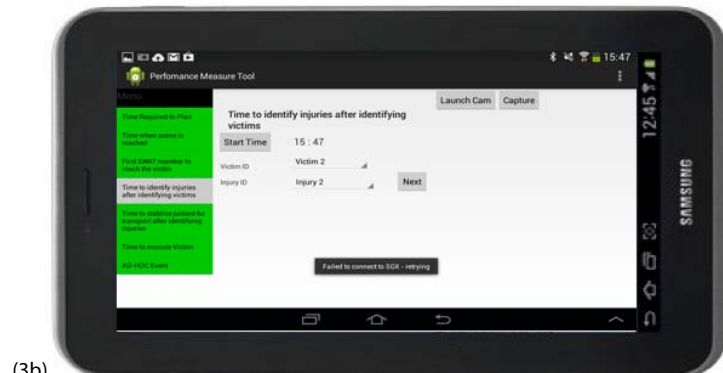 15:47
Perfomance Measure Tool
Menu
Time Required to Plan
Time when scene is
reached
First SWAT member to
reach the victim
Time to identify injuries
after identifying victims
Time to stabilize patient for
transport after identifying
injuries
Time to evacuate Victim
AD-HOC Event
Launch Cam Capture
Time to identify injuries after identifying
victims
Start Time 15 : 47
Victim ID Victim 2
Injury ID Injury 2 Next
Failed to connect to SGX - retrying
12:45
SAMSUNG
(3b)